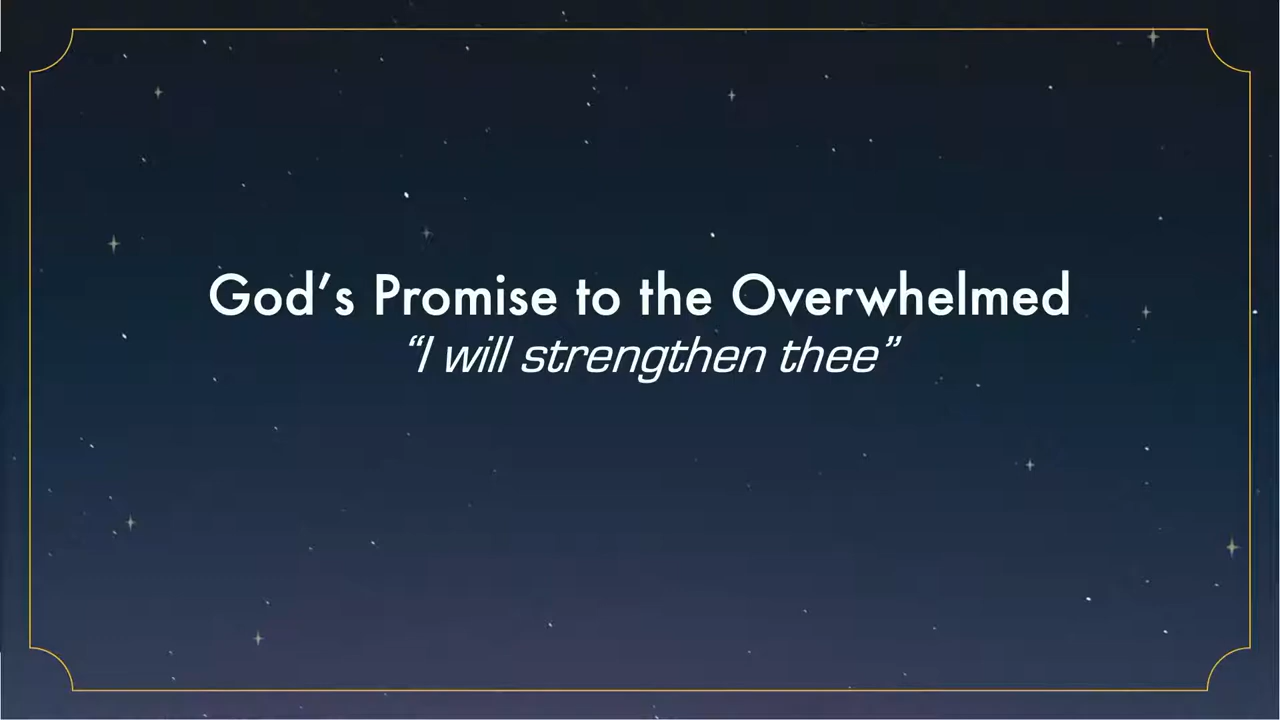 God’s Promise to the Overwhelmed
“I will strengthen thee”